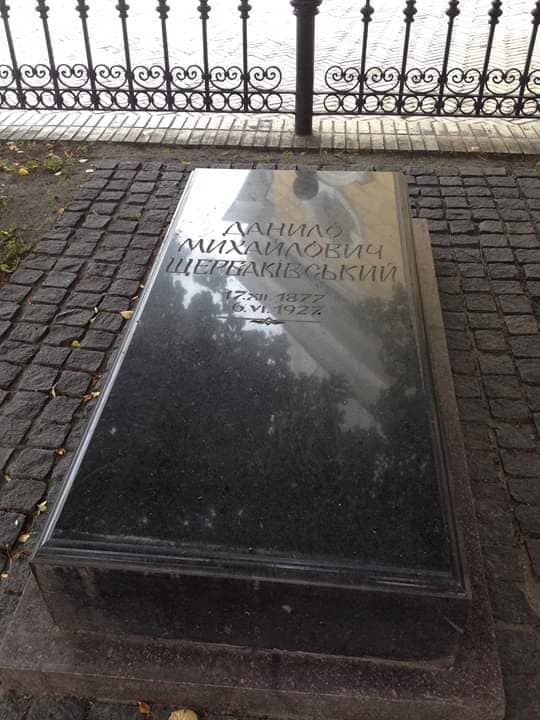 ДАНИЛО
МИХАЙЛОВИЧ
ЩЕРБАКІВСЬКИЙ
17.XII.1877
6.VI.1927.